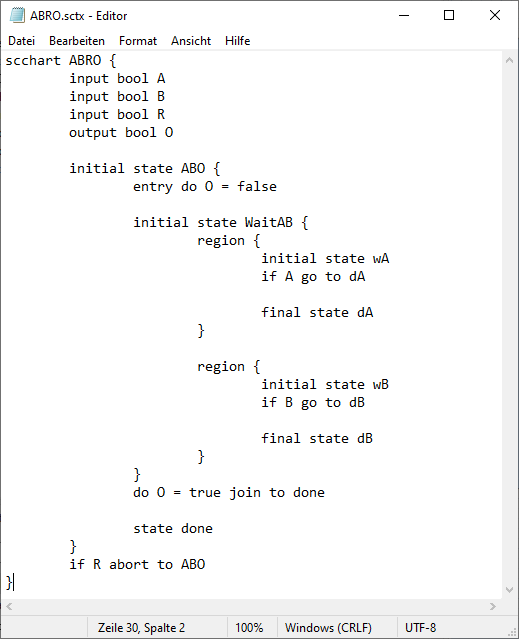 ABRO.sctx - Editor
Datei Bearbeiten Format Ansicht Hilfe
scchart ABRO {
input bool A
input bool B
input bool R
output bool O
initial state ABO {
entry do O = false
initial state WaitAB {
region {
initial state wA
if A go to dA
final state dA
}
region {
initial state wB
if B go to dB
final state dB
}
}
do O = true join to done
state done
}
if R abort to ABO
}
Zeile 30, Spalte 2 100% Windows (CRLF) UTF-8